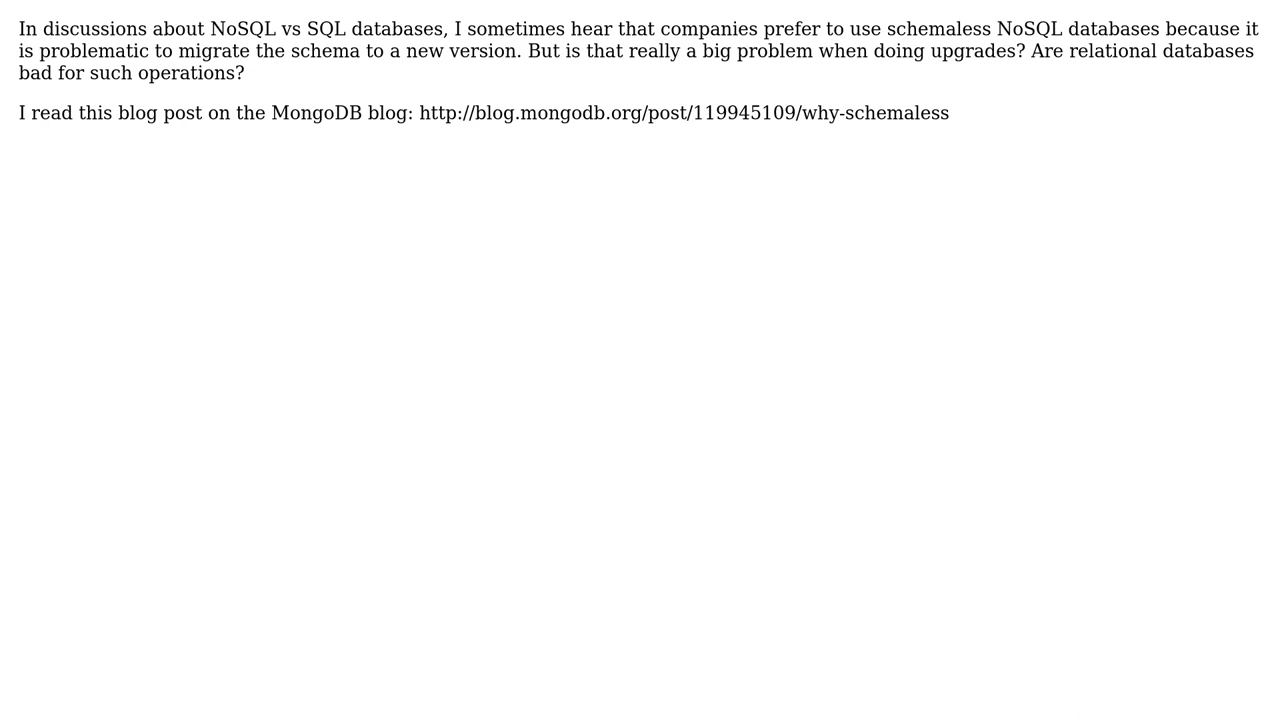 In discussions about NoSQL vs SQL databases, I sometimes hear that companies prefer to use schemaless NoSQL databases because it
is problematic to migrate the schema to a new version. But is that really a big problem when doing upgrades? Are relational databases
bad for such operations?
I read this blog post on the MongoDB blog: http://blog.mongodb.org/post/119945109/why-schemaless